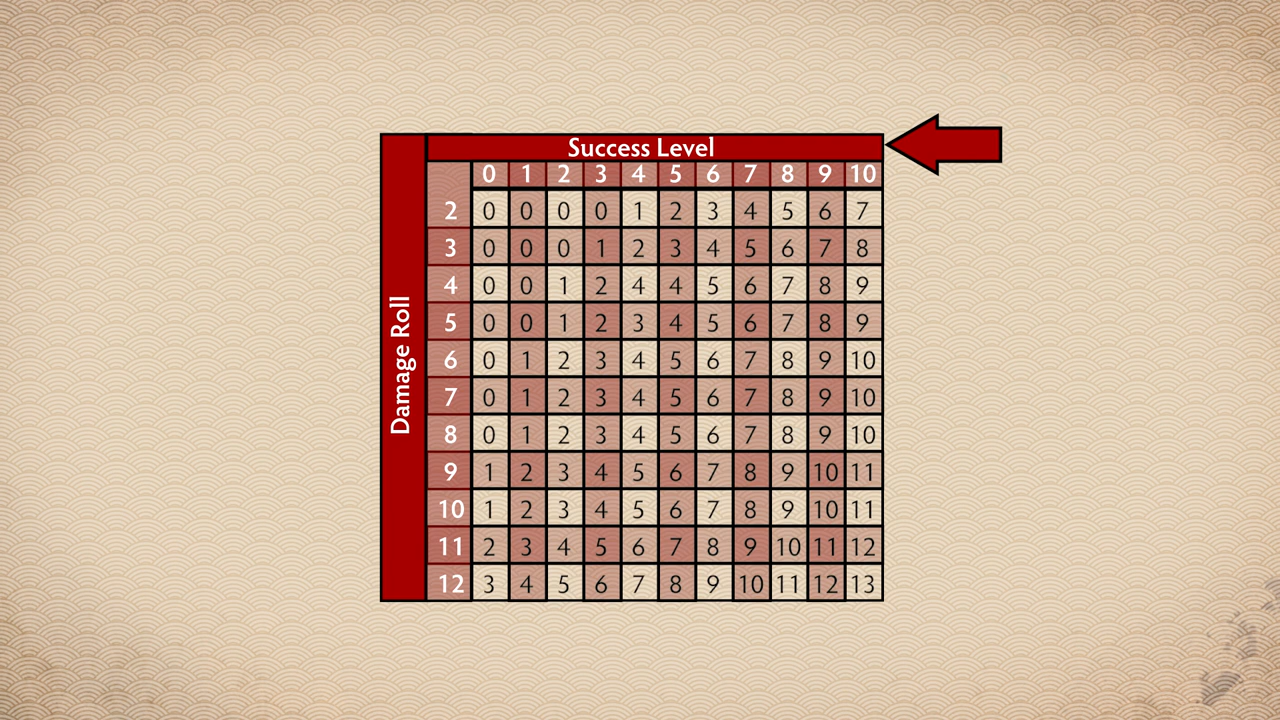 Success Level
0 1 2 3 4 5 6 7 8 9 10
Damage Roll
2 0 0 0 0 1 2 3 4 5 6 7
3 0 0 0 1 2 3 4 5 6 7 8
4 0 0 1 2 4 4 5 6 7 8 9
5 0 0 1 2 3 4 5 6 7 8 9
6 0 1 2 3 4 5 6 7 8 9 10
7 0 1 2 3 4 5 6 7 8 9 10
8 0 1 2 3 4 5 6 7 8 9 10
9 1 2 3 4 5 6 7 8 9 10 11
10 1 2 3 4 5 6 7 8 9 10 11
11 2 3 4 5 6 7 8 9 10 11 12
12 3 4 5 6 7 8 9 10 11 12 13